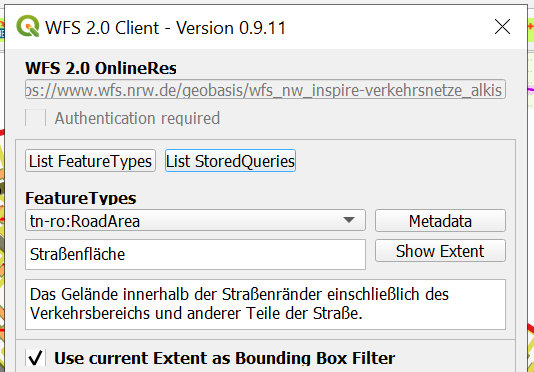 WFS 2.0 Client - Version 0.9.11
WFS 2.0 OnlineRes
ps://www.wfs.nrw.de/geobasis/wfs_nw_inspire-verkehrsnetze_alkis
Authentication required
List FeatureTypes List StoredQueries
FeatureTypes
tn-ro:RoadArea Metadata
Straßenfläche Show Extent
Das Gelände innerhalb der Straßenränder einschließlich des
Verkehrsbereichs und anderer Teile der Straße.
Use current Extent as Bounding Box Filter